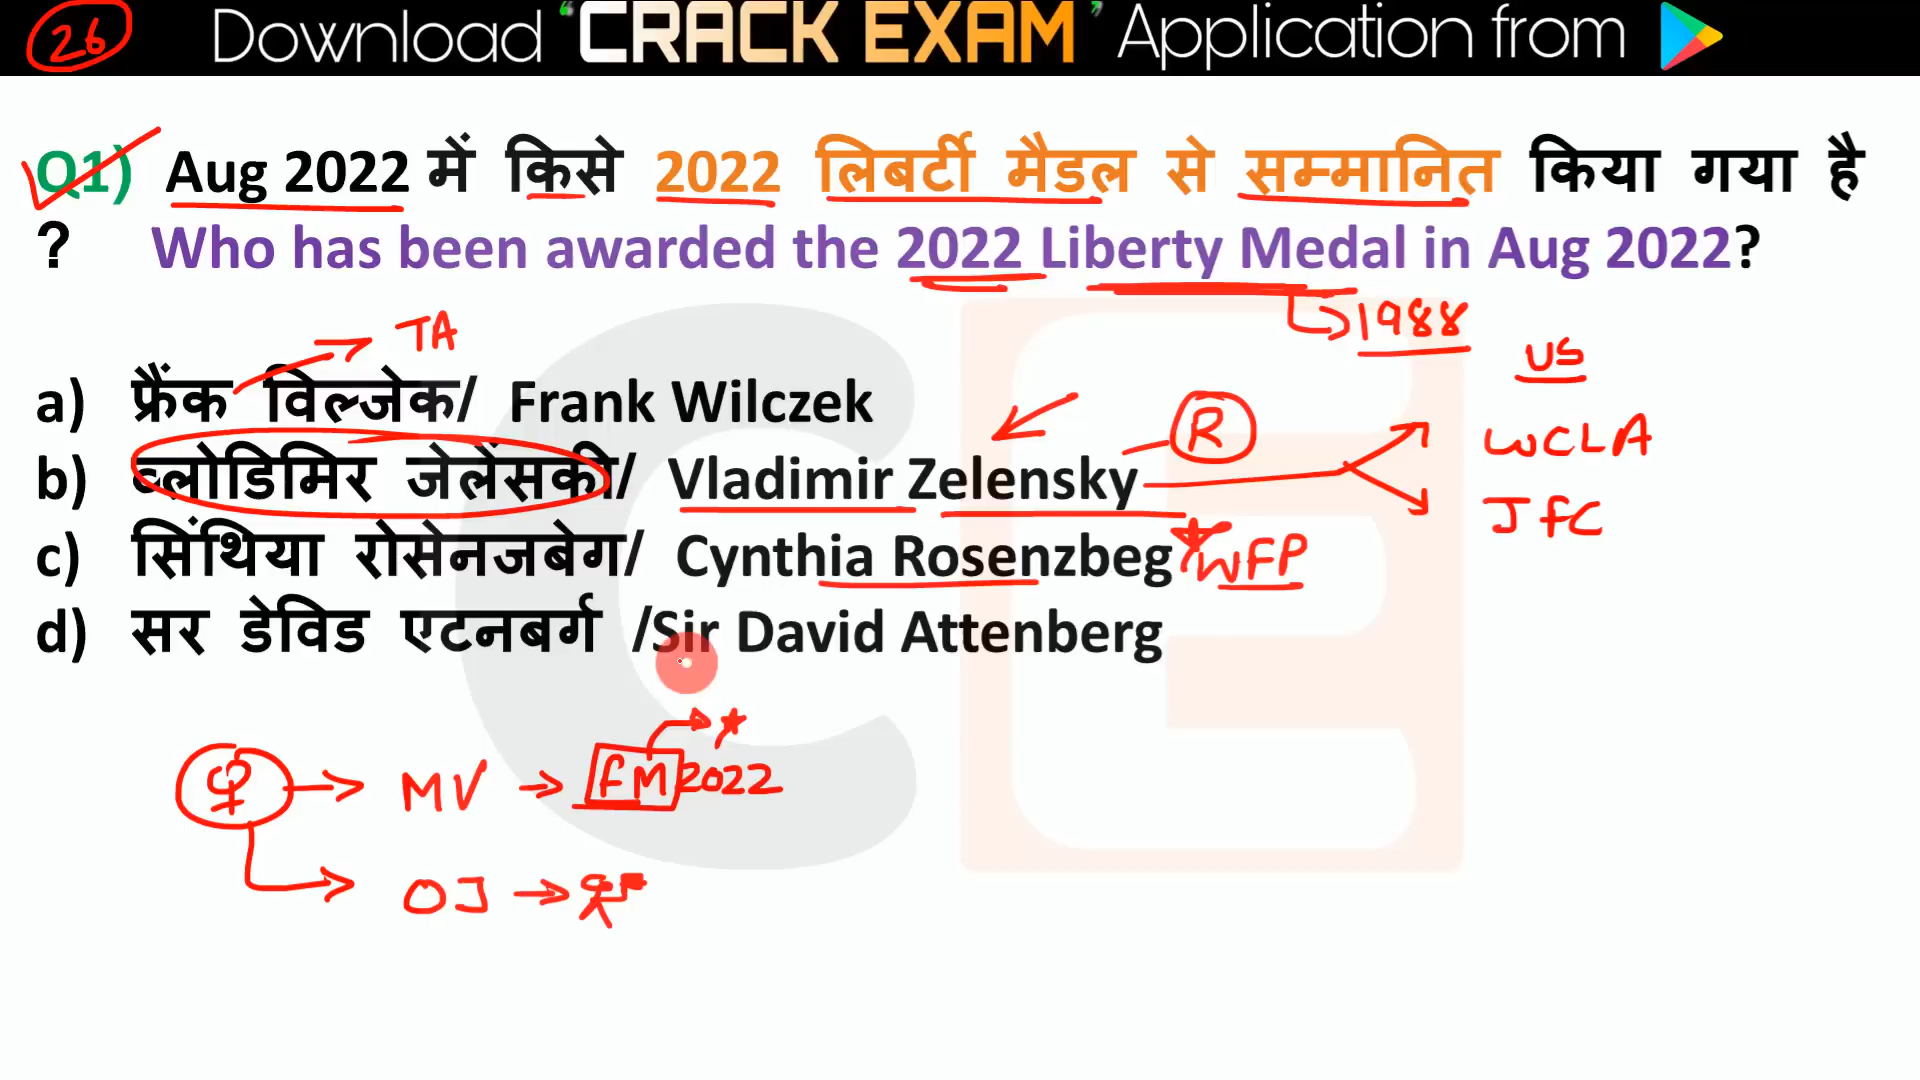 26 Download ‘CRACK EXAM’ Application from
Q1) Aug 2022 में किसे 2022 लिबर्टी मैडल से सम्मानित किया गया है
? Who has been awarded the 2022 Liberty Medal in Aug 2022?
1988
TA
US
a) फ्रैंक विल्जेक/ Frank Wilczek
R
WCLA
b) ब्लोडिमिर जेलेंसकी/ Vladimir Zelensky
JFC
c) सिंथिया रोसेनजबेग/ Cynthia Rosenzbeg
WFP
d) सर डेविड एटनबर्ग /Sir David Attenberg
MV FM 2022
OJ